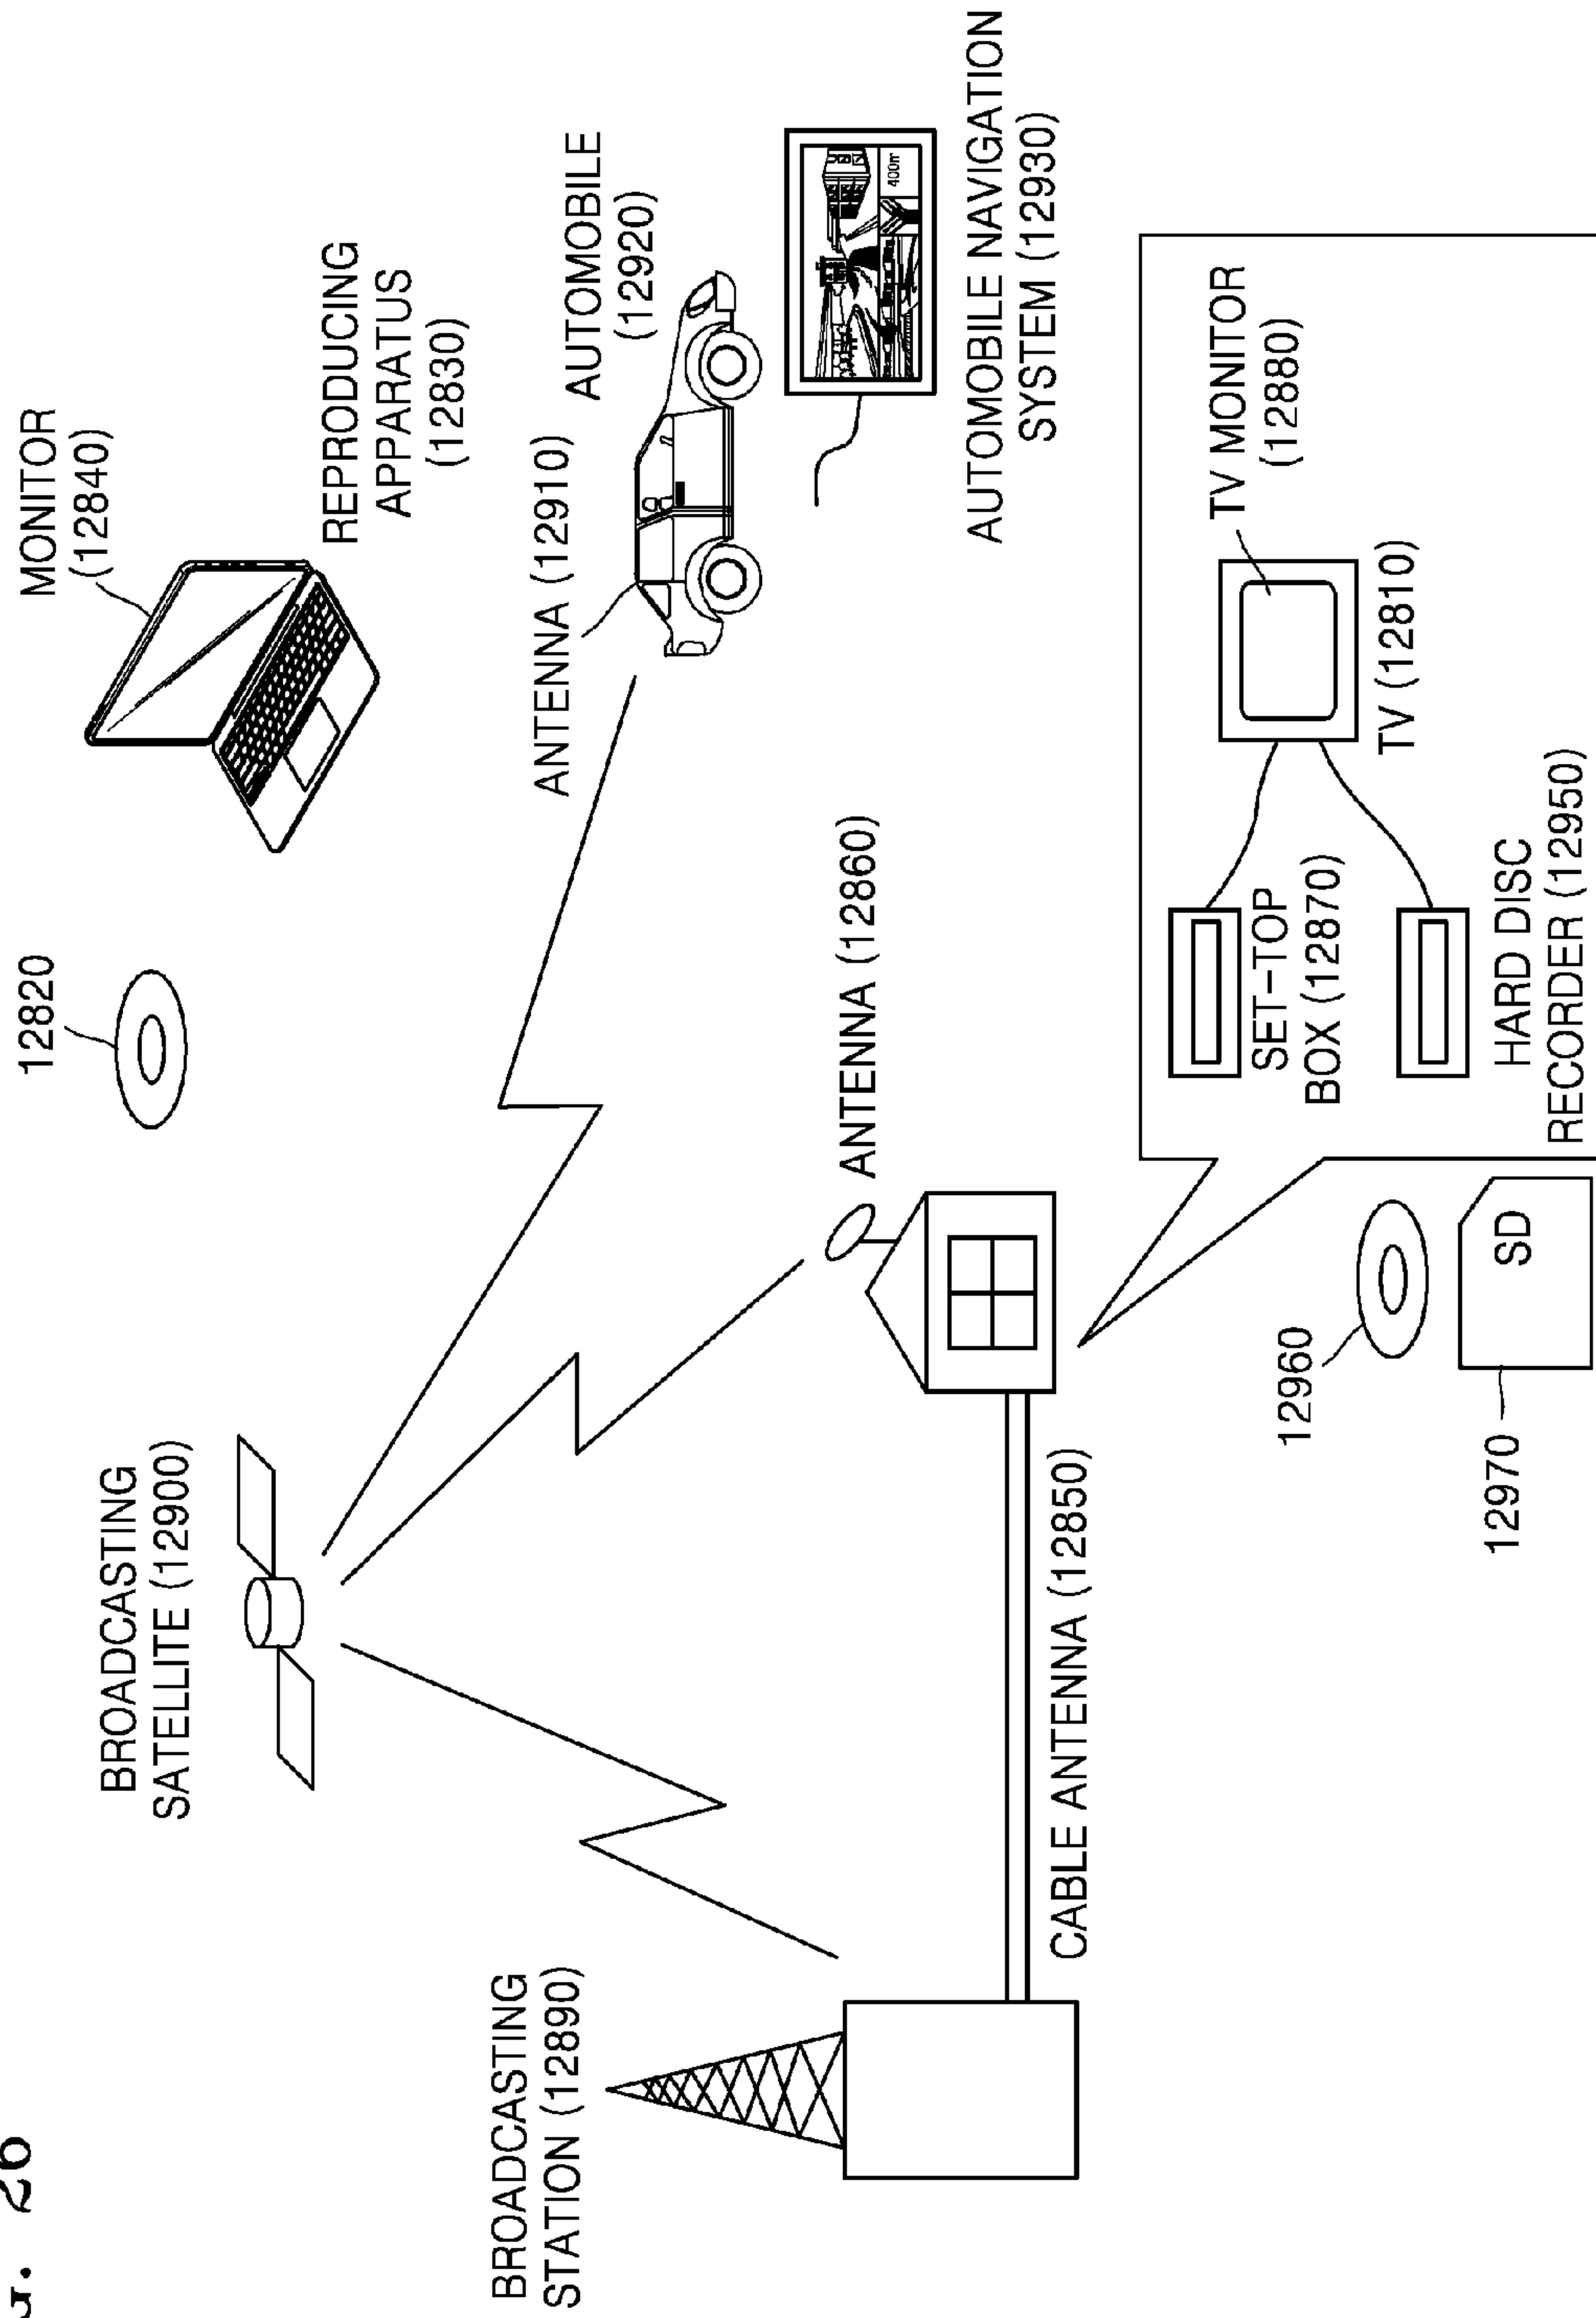 G. 26
12820
MONITOR
(12840)
BROADCASTING
SATELLITE (12900)
REPRODUCING
APPARATUS
(12830)
BROADCASTING
STATION (12890)
ANTENNA (12910)
AUTOMOBILE
(12920)
ANTENNA (12860)
400m
AUTOMOBILE NAVIGATION
SYSTEM (12930)
CABLE ANTENNA (12850)
TV MONITOR
(12880)
SET-TOP
BOX (12870)
TV (12810)
12960
12970
SD
HARD DISC
RECORDER (12950)